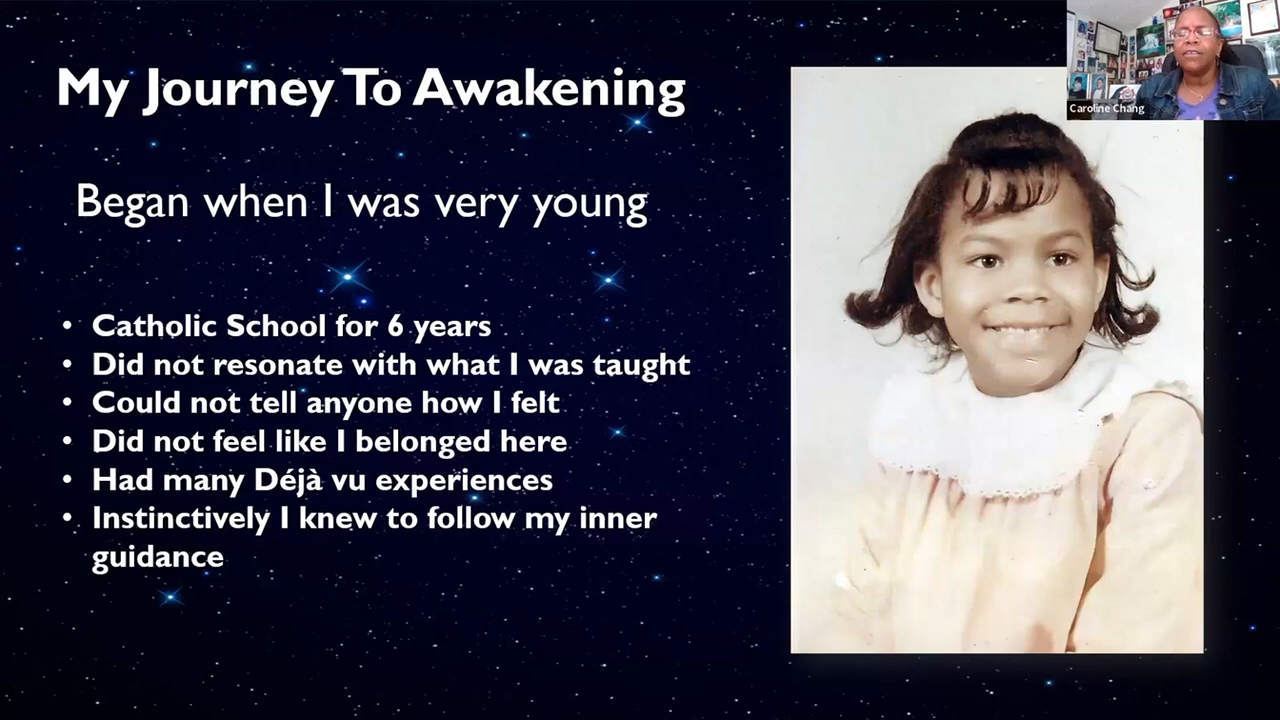 My Journey To Awakening
Began when I was very young
• Catholic School for 6 years
• Did not resonate with what I was taught
• Could not tell anyone how I felt
• Did not feel like I belonged here
• Had many Déjà vu experiences
• Instinctively I knew to follow my inner
guidance
Caroline Chang